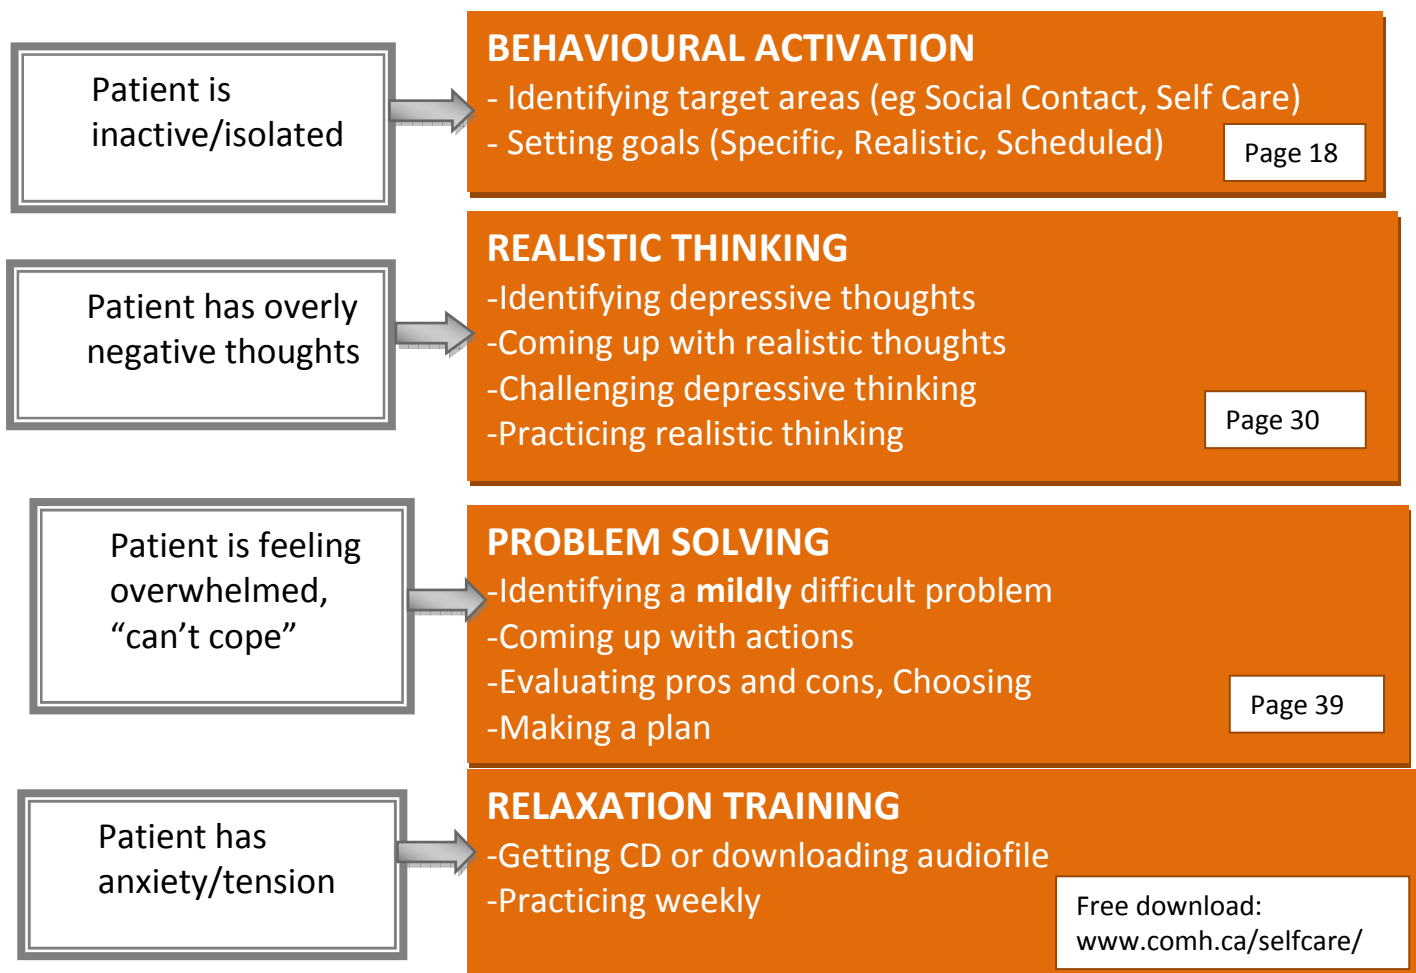 Patient is
inactive/isolated
BEHAVIOURAL ACTIVATION
- Identifying target areas (eg Social Contact, Self Care)
- Setting goals (Specific, Realistic, Scheduled)
Page 18
Patient has overly
negative thoughts
REALISTIC THINKING
-Identifying depressive thoughts
-Coming up with realistic thoughts
-Challenging depressive thinking
-Practicing realistic thinking
Page 30
Patient is feeling
overwhelmed,
“can’t cope”
PROBLEM SOLVING
-Identifying a mildly difficult problem
-Coming up with actions
-Evaluating pros and cons, Choosing
-Making a plan
Page 39
Patient has
anxiety/tension
RELAXATION TRAINING
-Getting CD or downloading audiofile
-Practicing weekly
Free download:
www.comh.ca/selfcare/